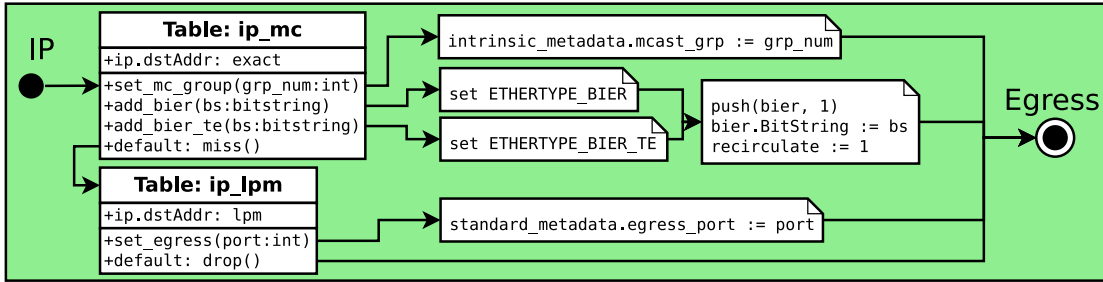 IP
Table: ip_mc
+ip.dstAddr: exact
+set_mc_group(grp_num:int)
+add_bier(bs:bitstring)
+add_bier_te(bs:bitstring)
+default: miss()
intrinsic_metadata.mcast_grp := grp_num
set ETHERTYPE_BIER
set ETHERTYPE_BIER_TE
push(bier, 1)
bier.BitString := bs
recirculate := 1
Egress
Table: ip_lpm
+ip.dstAddr: lpm
+set_egress(port:int)
+default: drop()
standard_metadata.egress_port := port